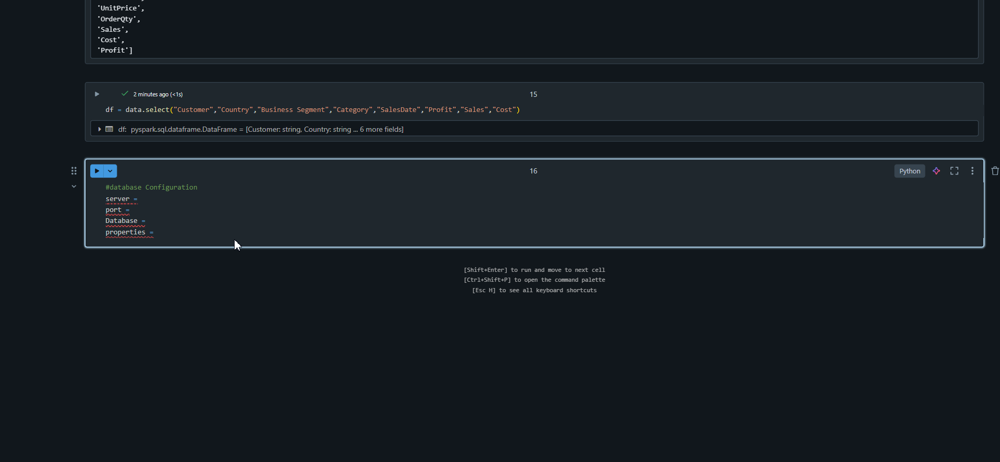 'UnitPrice',
'OrderQty',
'Sales',
'Cost',
'Profit']
2 minutes ago (<1s)
15
df = data.select("Customer","Country","Business Segment","Category","SalesDate","Profit","Sales","Cost")
df: pyspark.sql.dataframe.DataFrame = [Customer: string, Country: string ... 6 more fields]
16
Python
#database Configuration
server =
port =
Database =
properties =
[Shift+Enter] to run and move to next cell
[Ctrl+Shift+P] to open the command palette
[Esc H] to see all keyboard shortcuts